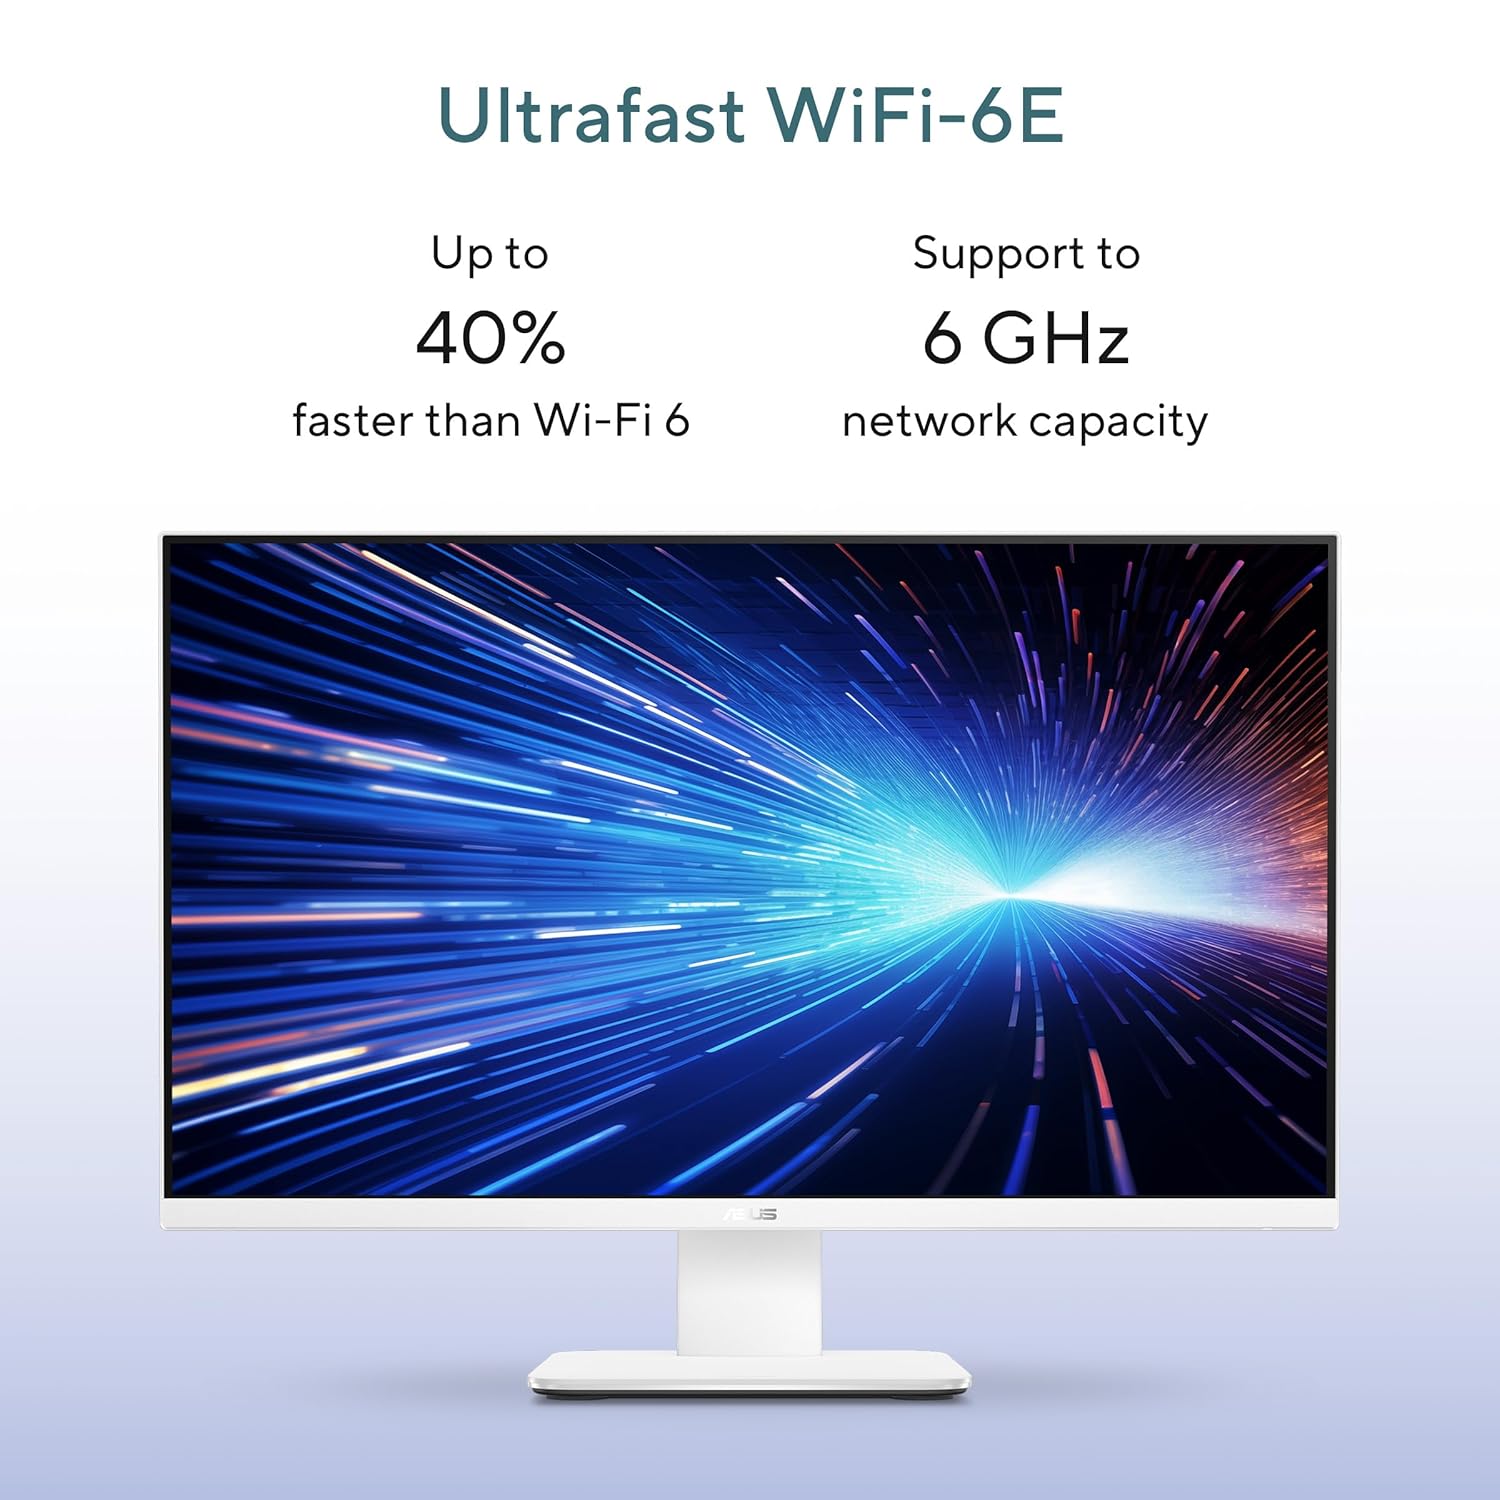 Ultrafast WiFi-6E
Up to
40%
faster than Wi-Fi 6
Support to
6 GHz
network capacity
ASUS